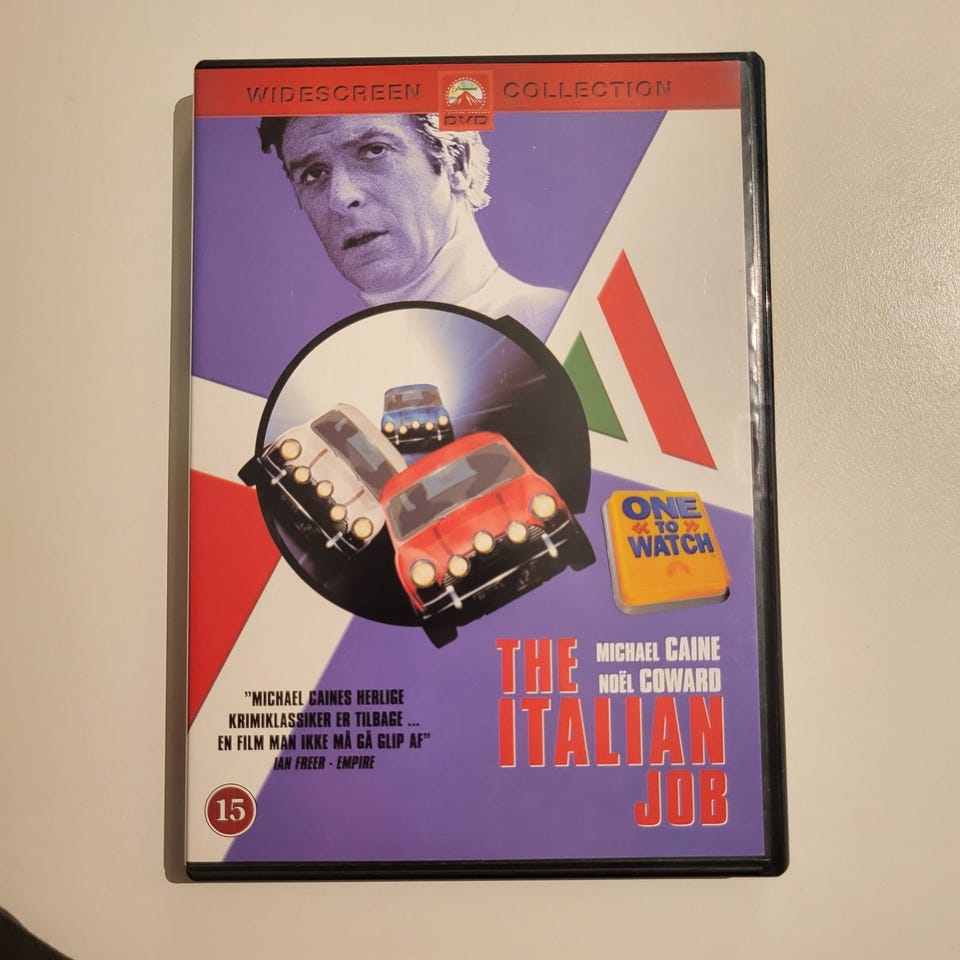 WIDESCREEN COLLECTION
Paramount
DVD
ONE
« TO »
WATCH
THE
MICHAEL CAINE
NOËL COWARD
ITALIAN
JOB
"MICHAEL CAINES HERLIGE
KRIMIKLASSIKER ER TILBAGE ...
EN FILM MAN IKKE MÅ GÅ GLIP AF"
IAN FREER - EMPIRE
15